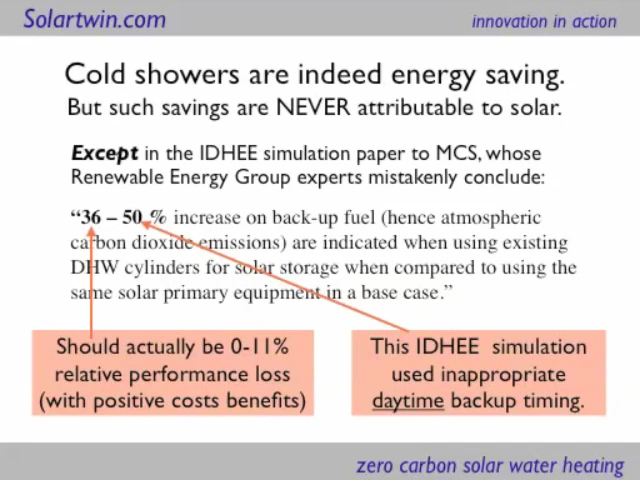 Solartwin.com
innovation in action
Cold showers are indeed energy saving.
But such savings are NEVER attributable to solar.
Except in the IDHEE simulation paper to MCS, whose
Renewable Energy Group experts mistakenly conclude:
“36 – 50 % increase on back-up fuel (hence atmospheric
carbon dioxide emissions) are indicated when using existing
DHW cylinders for solar storage when compared to using the
same solar primary equipment in a base case.”
Should actually be 0-11%
relative performance loss
(with positive costs benefits)
This IDHEE simulation
used inappropriate
daytime backup timing.
zero carbon solar water heating